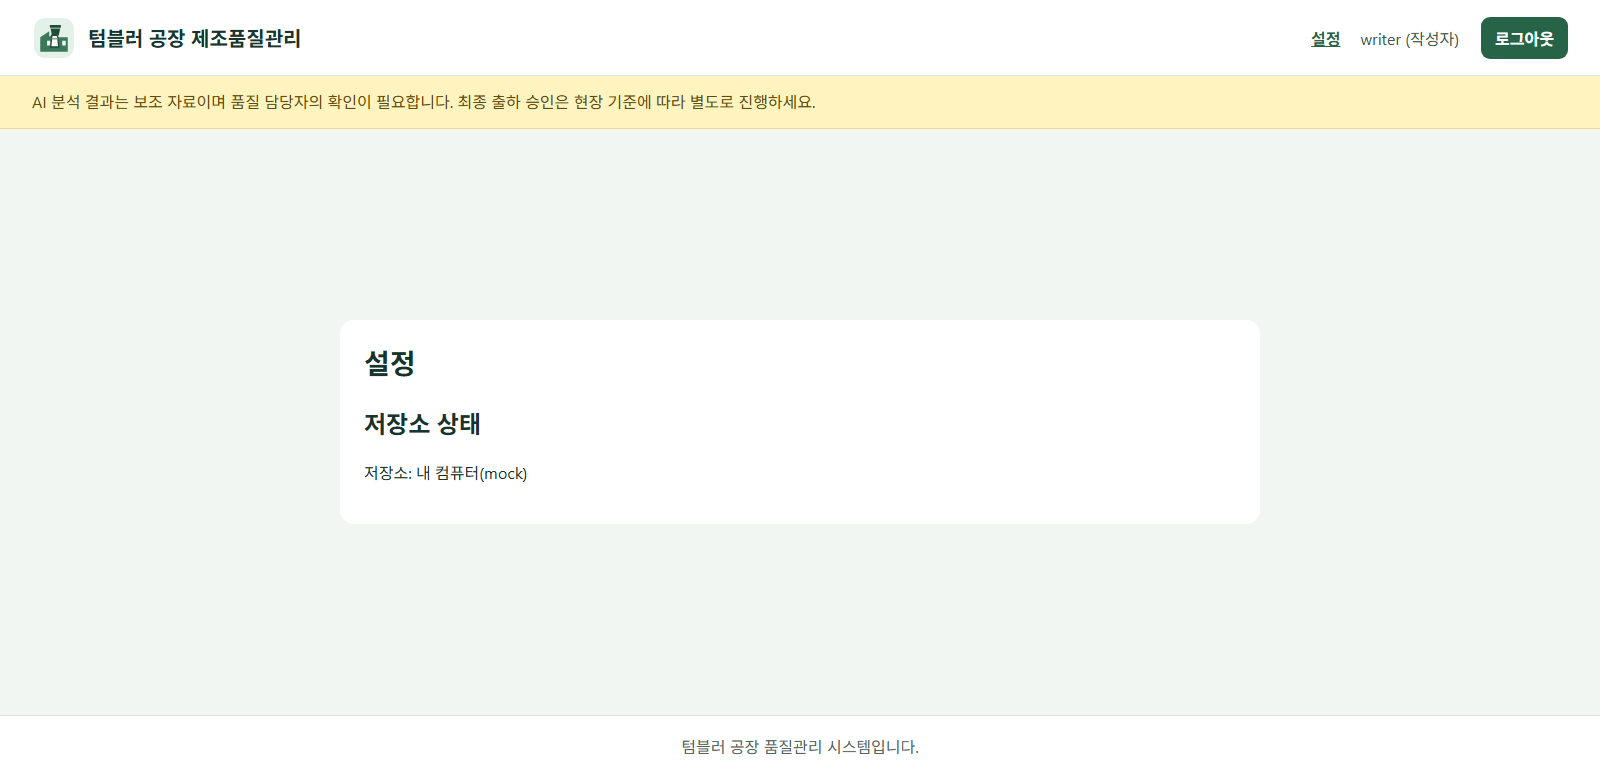 텀블러 공장 제조품질관리
설정 writer (작성자) 로그아웃
AI 분석 결과는 보조 자료이며 품질 담당자의 확인이 필요합니다. 최종 출하 승인은 현장 기준에 따라 별도로 진행하세요.
설정
저장소 상태
저장소: 내 컴퓨터(mock)
텀블러 공장 품질관리 시스템입니다.